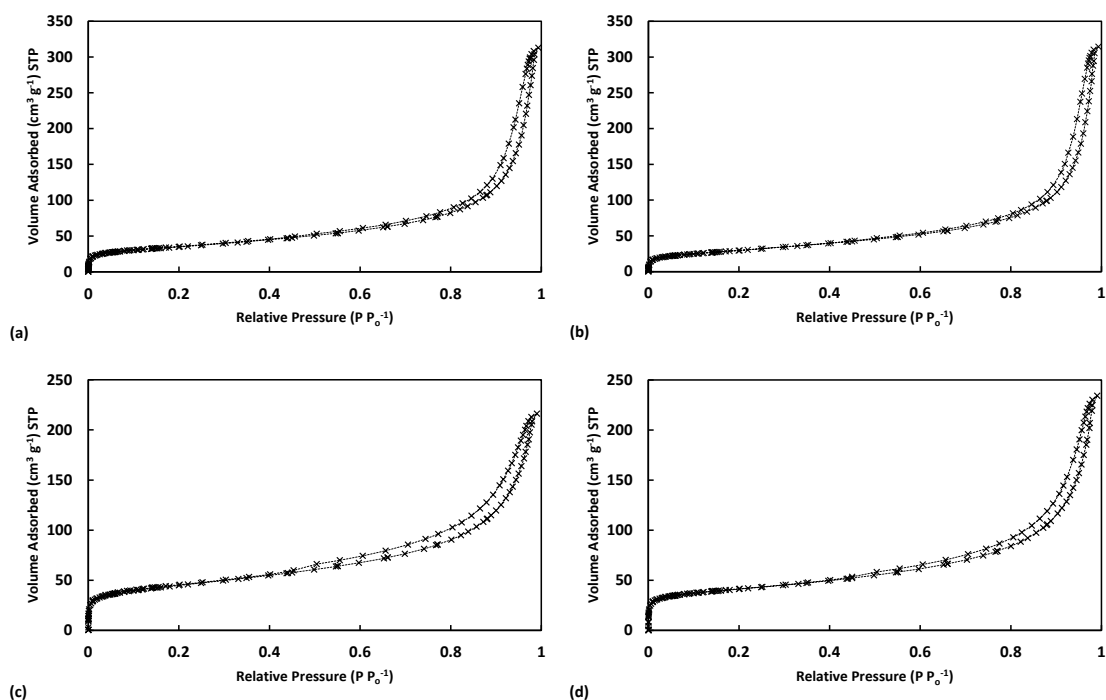 350
300
250
200
150
100
50
0
Volume Adsorbed (cm³ g⁻¹) STP
0 0.2 0.4 0.6 0.8 1
Relative Pressure (P Pₒ⁻¹)
(a)
350
300
250
200
150
100
50
0
Volume Adsorbed (cm³ g⁻¹) STP
0 0.2 0.4 0.6 0.8 1
Relative Pressure (P Pₒ⁻¹)
(b)
250
200
150
100
50
0
Volume Adsorbed (cm³ g⁻¹) STP
0 0.2 0.4 0.6 0.8 1
Relative Pressure (P Pₒ⁻¹)
(c)
250
200
150
100
50
0
Volume Adsorbed (cm³ g⁻¹) STP
0 0.2 0.4 0.6 0.8 1
Relative Pressure (P Pₒ⁻¹)
(d)